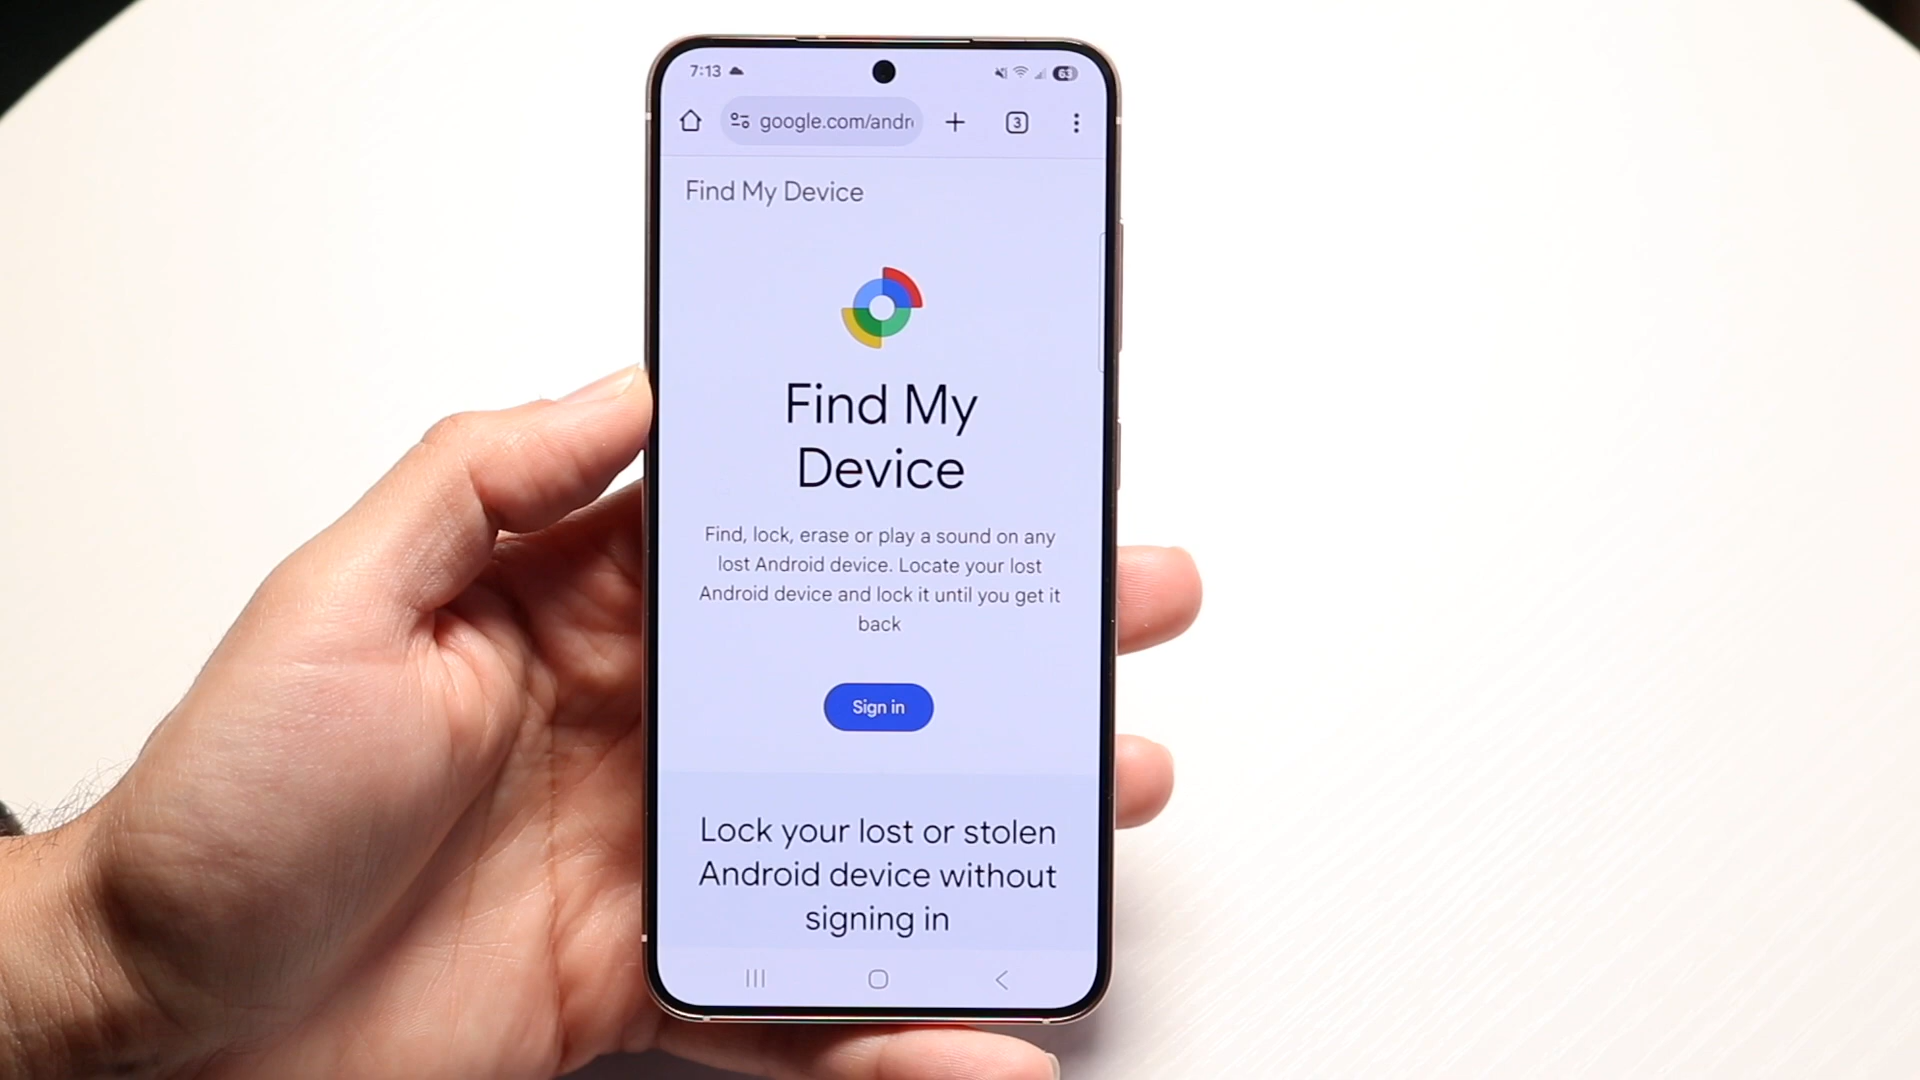 7:13
63
google.com/andr
3
Find My Device
Find My
Device
Find, lock, erase or play a sound on any
lost Android device. Locate your lost
Android device and lock it until you get it
back
Sign in
Lock your lost or stolen
Android device without
signing in